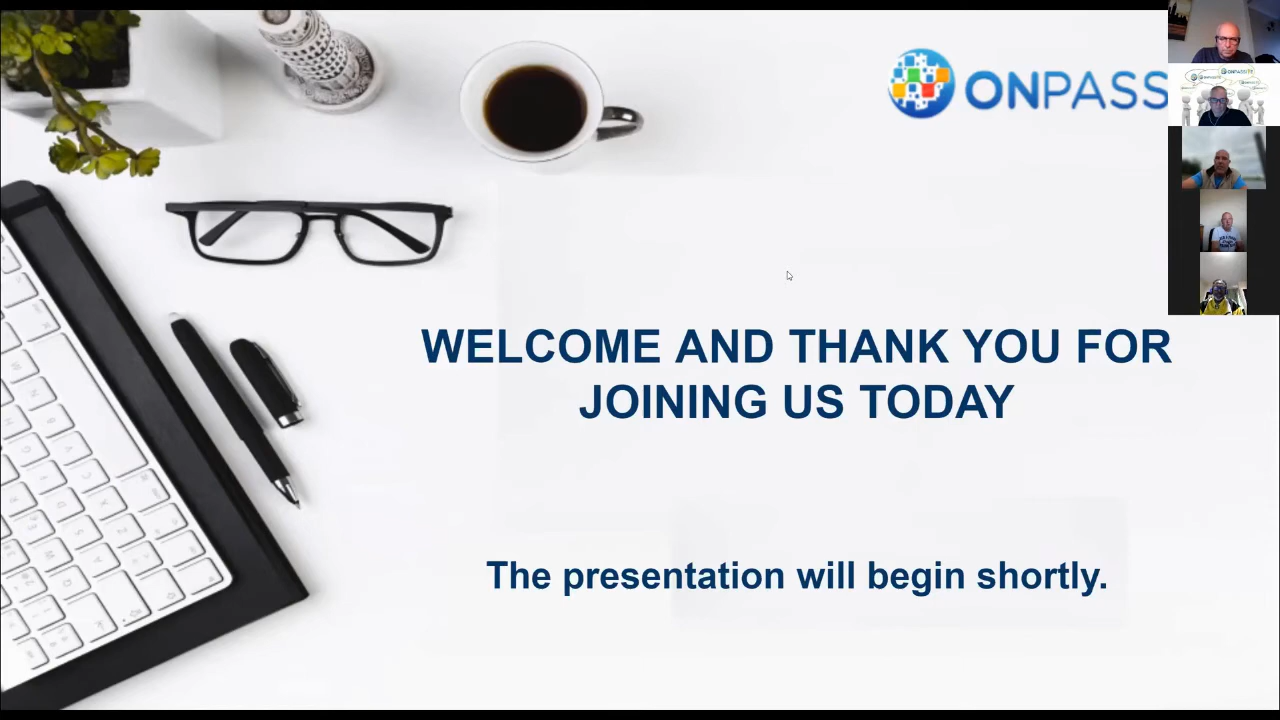 ONPASS
WELCOME AND THANK YOU FOR
JOINING US TODAY
The presentation will begin shortly.